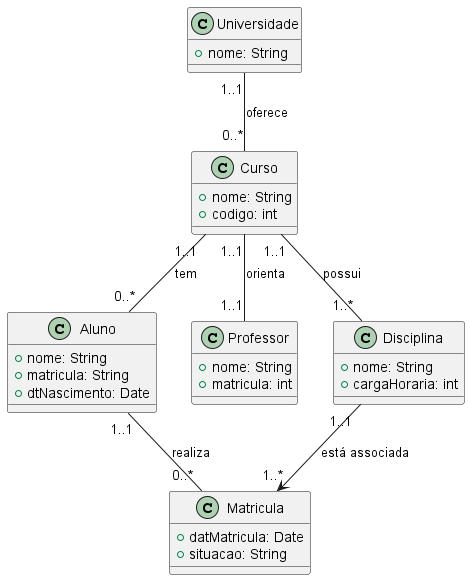 C Universidade
nome: String
1..1
oferece
0..*
C Curso
nome: String
codigo: int
1..1 1..1 1..1
tem orienta possui
0..* 1..1 1..*
C Aluno
nome: String
matricula: String
dtNascimento: Date
C Professor
nome: String
matricula: int
C Disciplina
nome: String
cargaHoraria: int
1..1 1..1
realiza está associada
0..* 1..*
C Matricula
datMatricula: Date
situacao: String